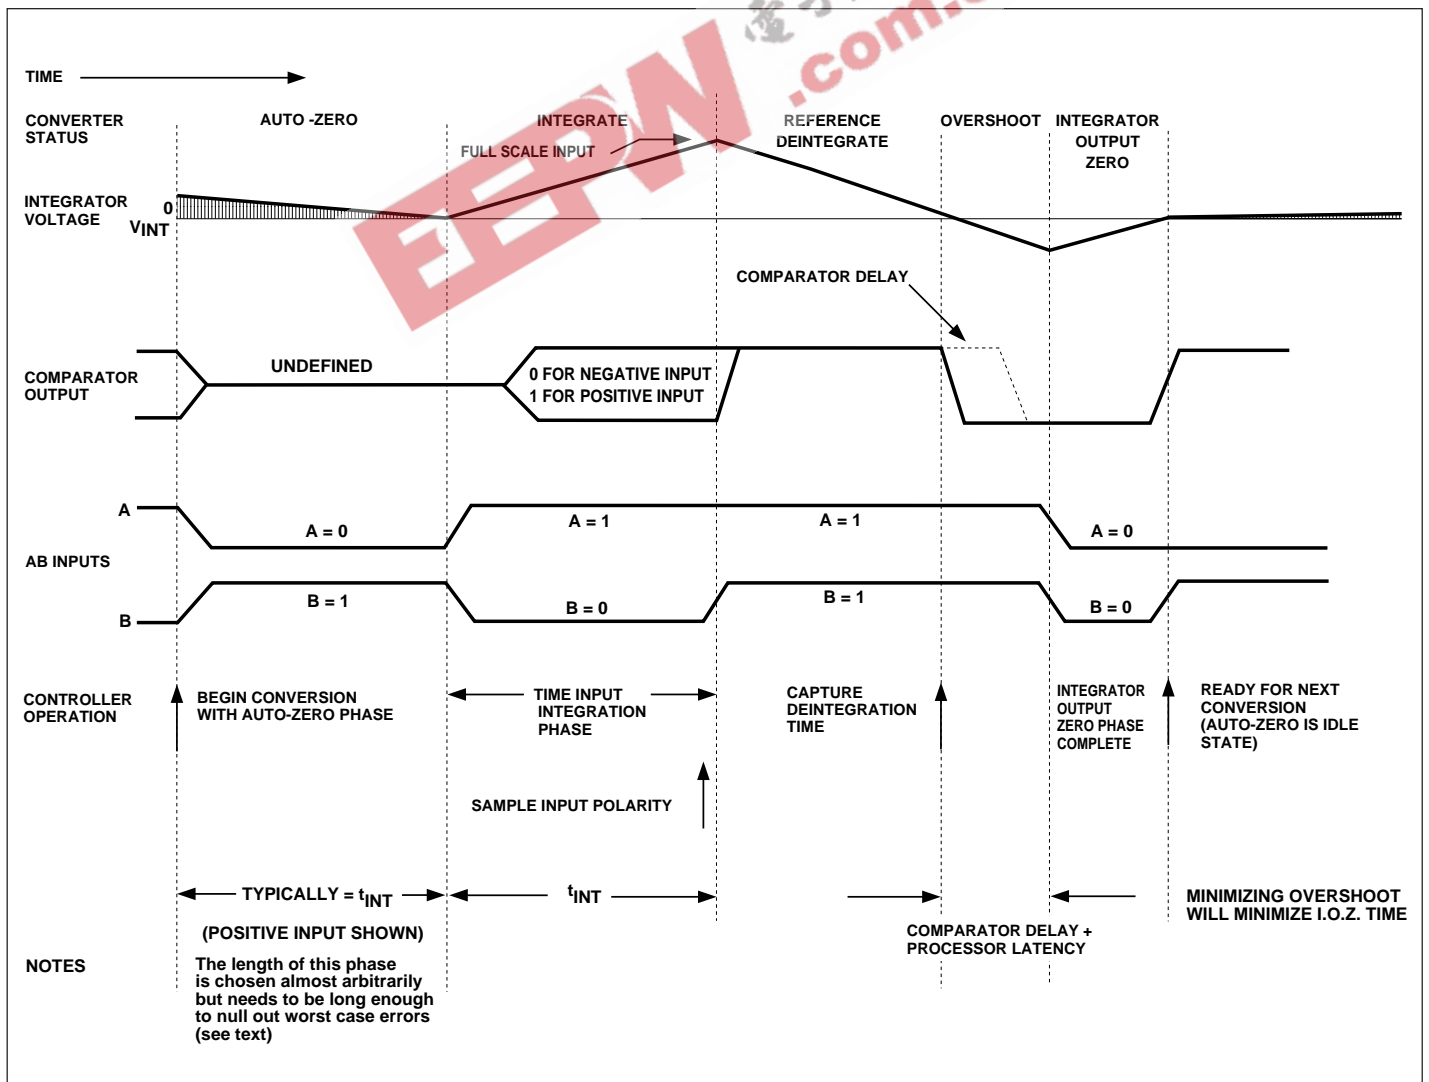 TIME
CONVERTER
STATUS
AUTO -ZERO
INTEGRATE
REFERENCE
DEINTEGRATE
OVERSHOOT
INTEGRATOR
OUTPUT
ZERO
FULL SCALE INPUT
INTEGRATOR
VOLTAGE
0
VINT
COMPARATOR DELAY
COMPARATOR
OUTPUT
UNDEFINED
0 FOR NEGATIVE INPUT
1 FOR POSITIVE INPUT
A
A = 0
A = 1
A = 1
A = 0
AB INPUTS
B
B = 1
B = 0
B = 1
B = 0
CONTROLLER
OPERATION
BEGIN CONVERSION
WITH AUTO-ZERO PHASE
TIME INPUT
INTEGRATION
PHASE
CAPTURE
DEINTEGRATION
TIME
INTEGRATOR
OUTPUT
ZERO PHASE
COMPLETE
READY FOR NEXT
CONVERSION
(AUTO-ZERO IS IDLE
STATE)
SAMPLE INPUT POLARITY
TYPICALLY = tINT
tINT
MINIMIZING OVERSHOOT
WILL MINIMIZE I.O.Z. TIME
(POSITIVE INPUT SHOWN)
COMPARATOR DELAY +
PROCESSOR LATENCY
NOTES
The length of this phase
is chosen almost arbitrarily
but needs to be long enough
to null out worst case errors
(see text)
EEPW
.com.